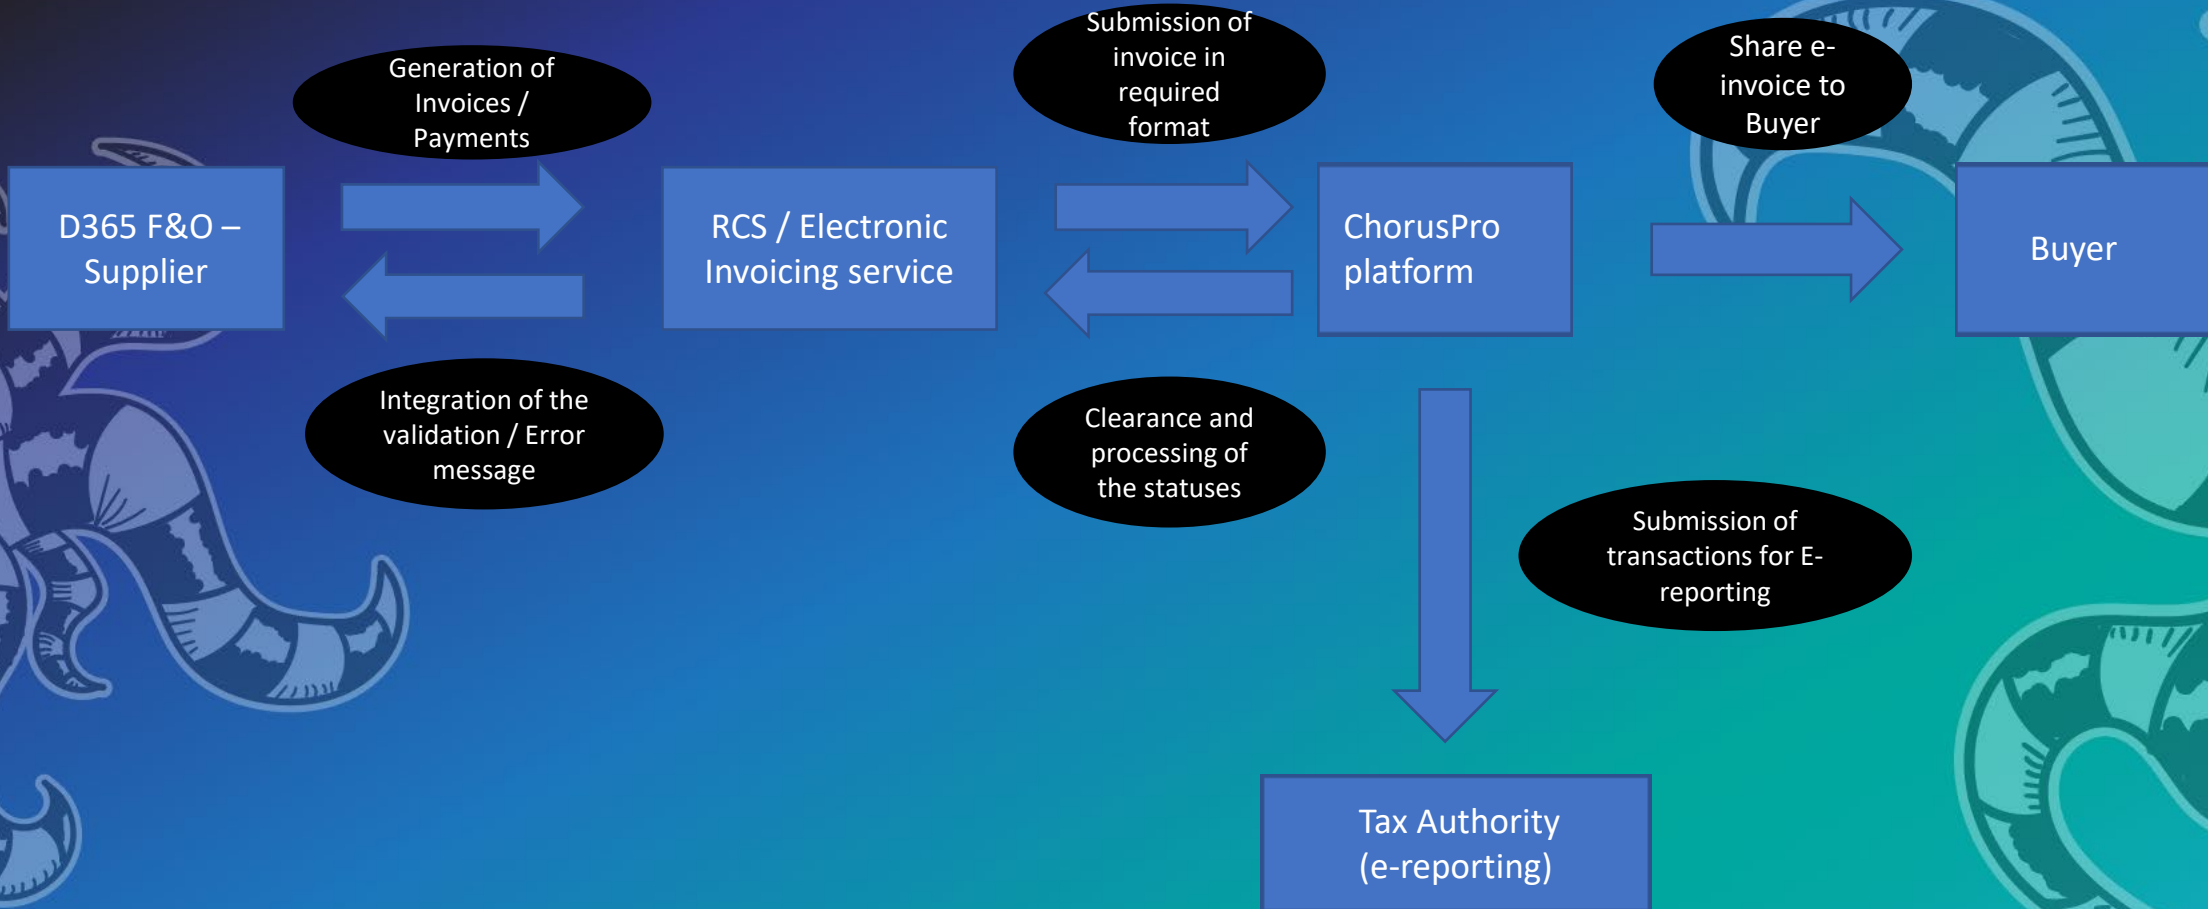 Generation of
Invoices /
Payments
Submission of
invoice in
required
format
Share e-
invoice to
Buyer
D365 F&O –
Supplier
RCS / Electronic
Invoicing service
ChorusPro
platform
Buyer
Integration of the
validation / Error
message
Clearance and
processing of
the statuses
Submission of
transactions for E-
reporting
Tax Authority
(e-reporting)